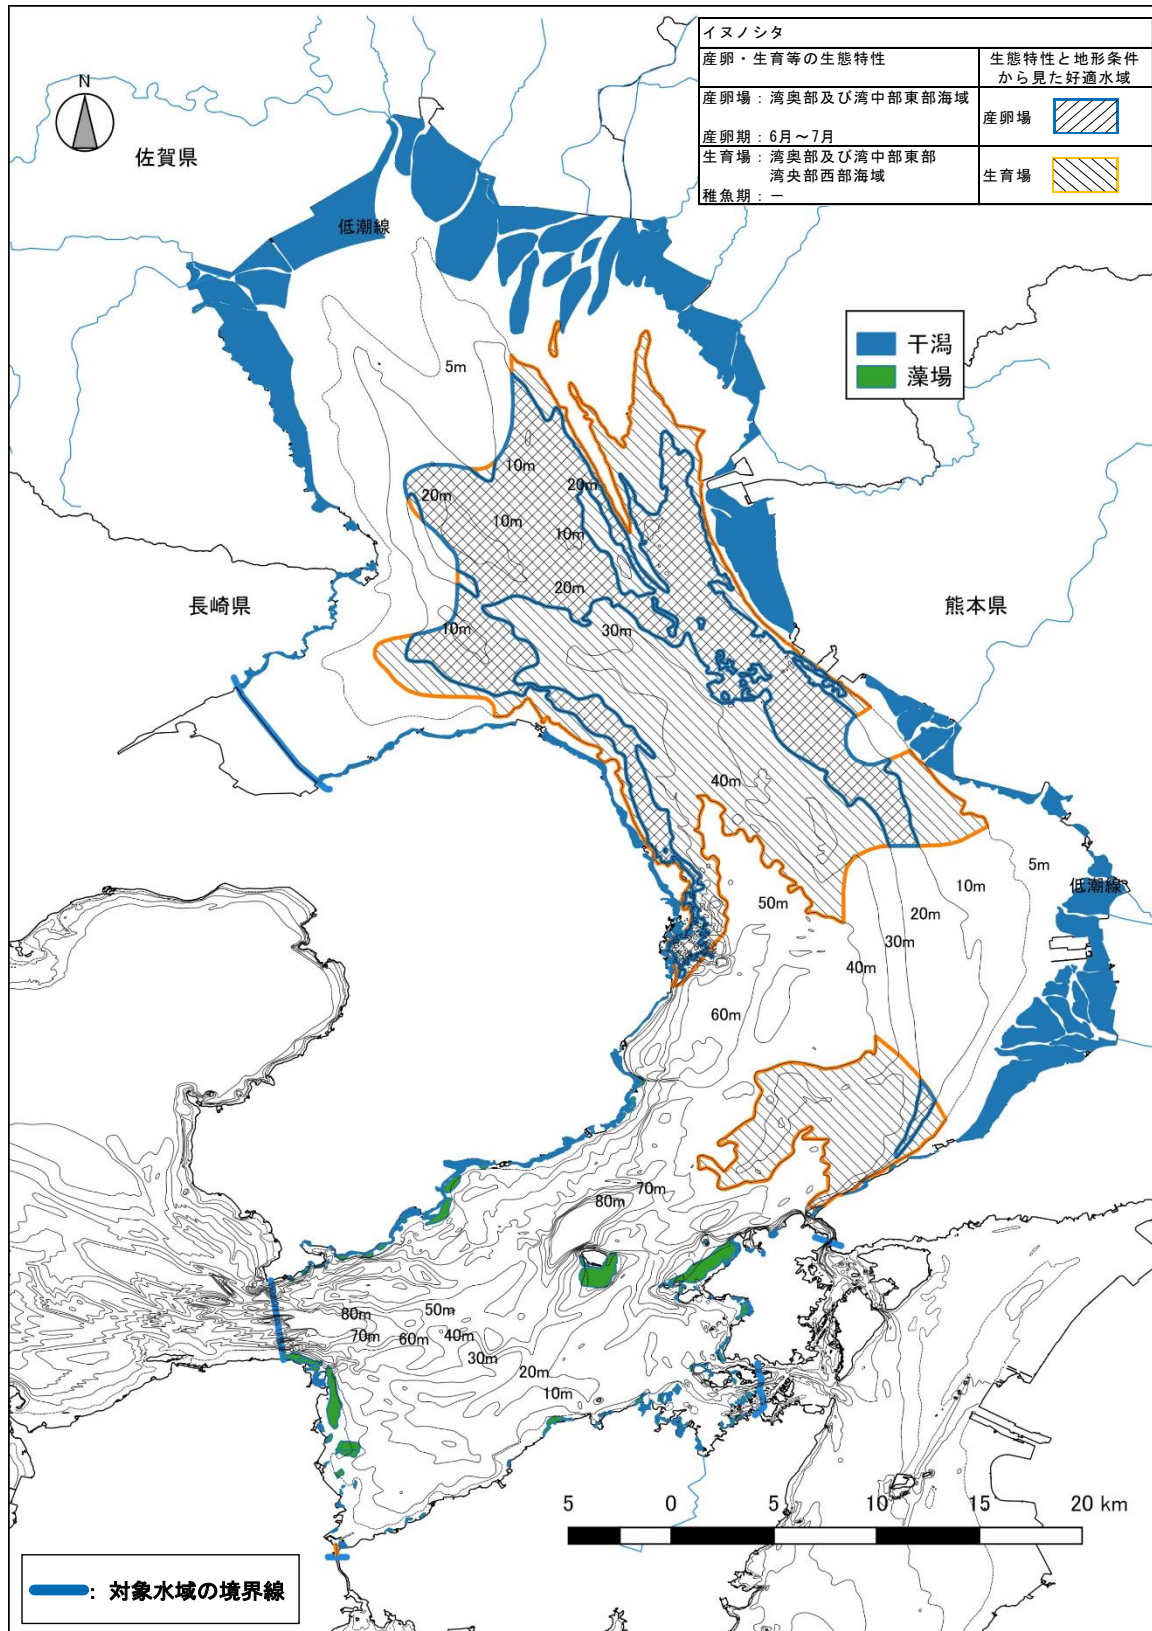 イヌノシタ
産卵・生育等の生態特性
生態特性と地形条件
から見た好適水域
産卵場：湾奥部及び湾中部東部海域
産卵期：6月～7月
産卵場
生育場：湾奥部及び湾中部東部
湾央部西部海域
稚魚期：－
生育場
N
佐賀県
低潮線
干潟
藻場
5m
10m
20m
20m
10m
10m
20m
長崎県
熊本県
10m
30m
40m
5m
10m
低潮線
50m
20m
30m
40m
60m
70m
80m
80m
50m
70m
60m
40m
30m
20m
10m
5 0 5 10 15 20 km
：対象水域の境界線